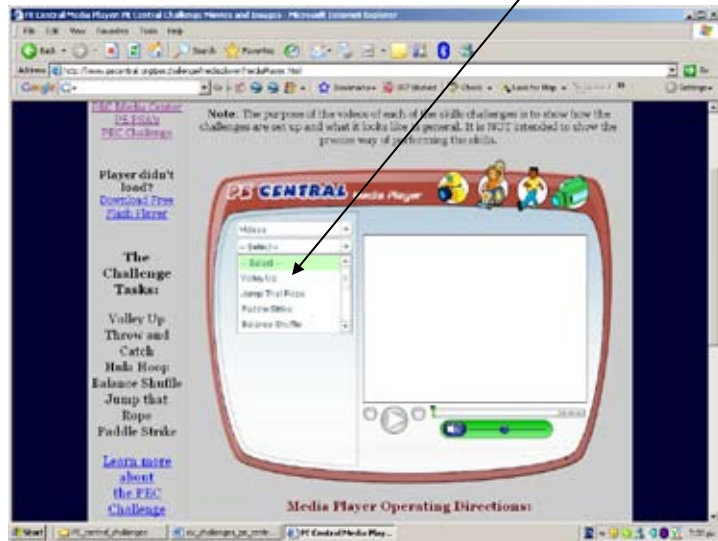 PE Central Media Player: PE Central Challenge Movies and Images - Microsoft Internet Explorer
File Edit View Favorites Tools Help
Back Search Favorites
Address
Google Settings
PEC Media Center
PEC Challenge
Note: The purpose of the videos of each of the skills challenges is to show how the
challenges are set up and what it looks like in general. It is NOT intended to show the
precise way of performing the skills.
Player didn't
load?
Download Free
Flash Player
The
Challenge
Tasks:
Volley Up
Throw and
Catch
Hula Hoop
Balance Shuffle
Jump that
Rope
Paddle Strike
Learn more
about
the PEC
Challenge
PE CENTRAL Media Player
Videos
-- Select --
-- Select --
Volley Up
Jump That Rope
Paddle Strike
Balance Shuffle
Media Player Operating Directions:
Start PE Central Media Play...